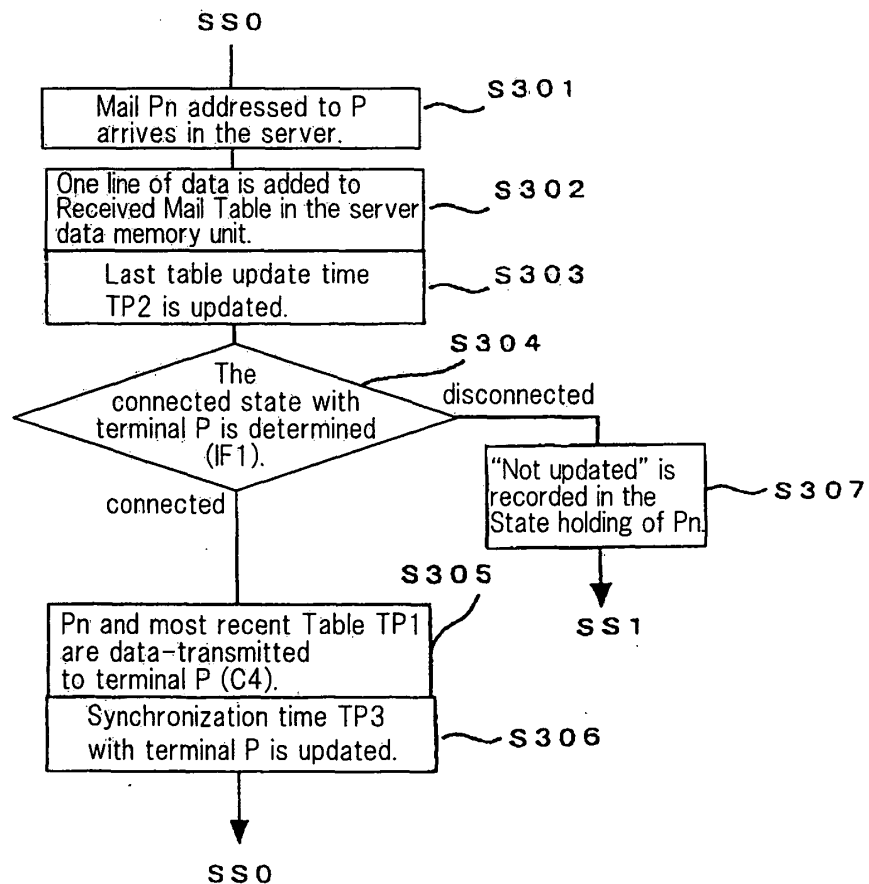 SS0
Mail Pn addressed to P
arrives in the server.
S301
One line of data is added to
Received Mail Table in the server
data memory unit.
S302
Last table update time
TP2 is updated.
S303
S304
The
connected state with
terminal P is determined
(IF1).
disconnected
connected
"Not updated" is
recorded in the
State holding of Pn.
S307
SS1
S305
Pn and most recent Table TP1
are data-transmitted
to terminal P (C4).
Synchronization time TP3
with terminal P is updated.
S306
SS0